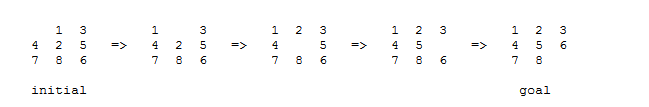 1 3 1 3 1 2 3 1 2 3 1 2 3
4 2 5 => 4 2 5 => 4 5 => 4 5 => 4 5 6
7 8 6 7 8 6 7 8 6 7 8 6 7 8
initial goal